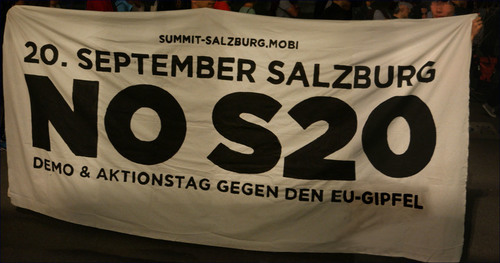 SUMMIT-SALZBURG.MOBI
20. SEPTEMBER SALZBURG
NO S20
DEMO & AKTIONSTAG GEGEN DEN EU-GIPFEL